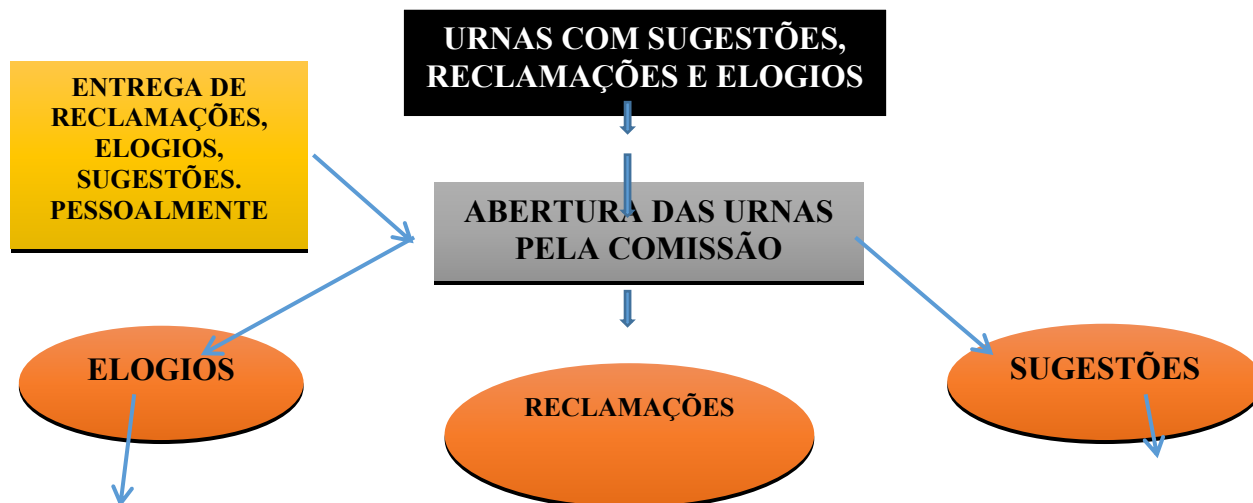 URNAS COM SUGESTÕES,
RECLAMAÇÕES E ELOGIOS
ENTREGA DE
RECLAMAÇÕES,
ELOGIOS,
SUGESTÕES.
PESSOALMENTE
ABERTURA DAS URNAS
PELA COMISSÃO
ELOGIOS
RECLAMAÇÕES
SUGESTÕES